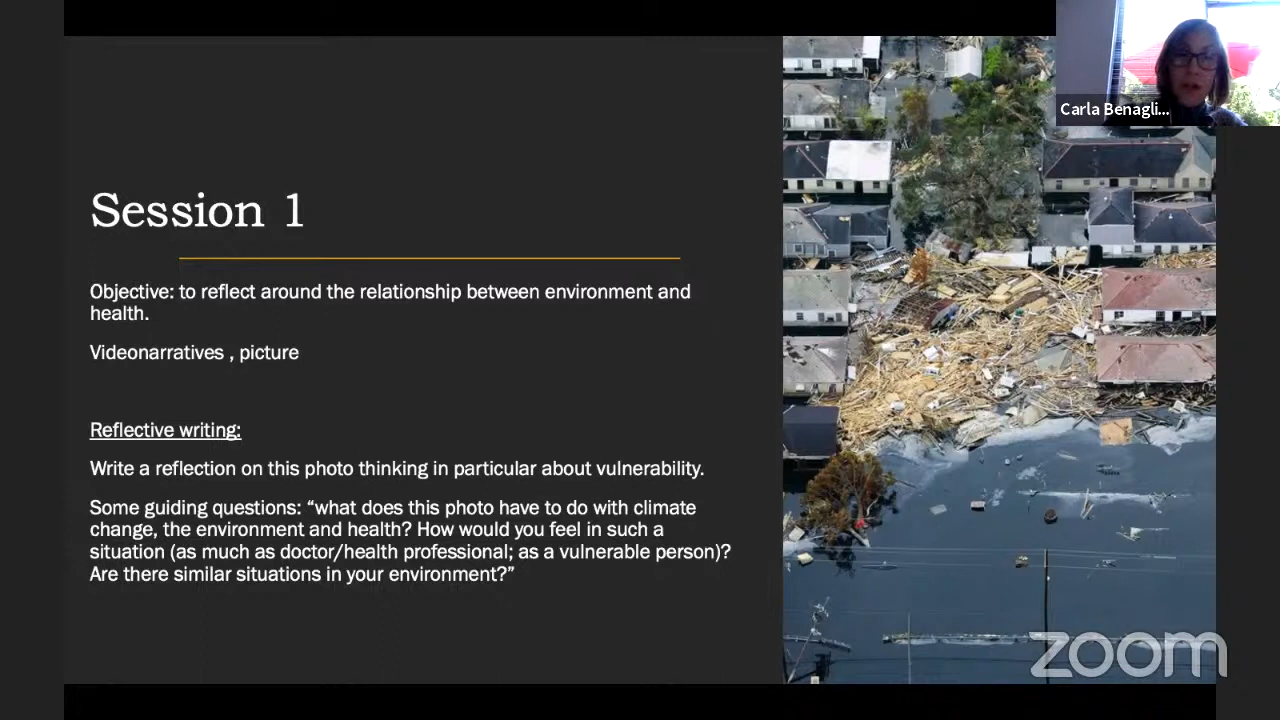 Carla Benagli...
Session 1
Objective: to reflect around the relationship between environment and
health.
Videonarratives , picture
Reflective writing:
Write a reflection on this photo thinking in particular about vulnerability.
Some guiding questions: “what does this photo have to do with climate
change, the environment and health? How would you feel in such a
situation (as much as doctor/health professional; as a vulnerable person)?
Are there similar situations in your environment?”
zoom